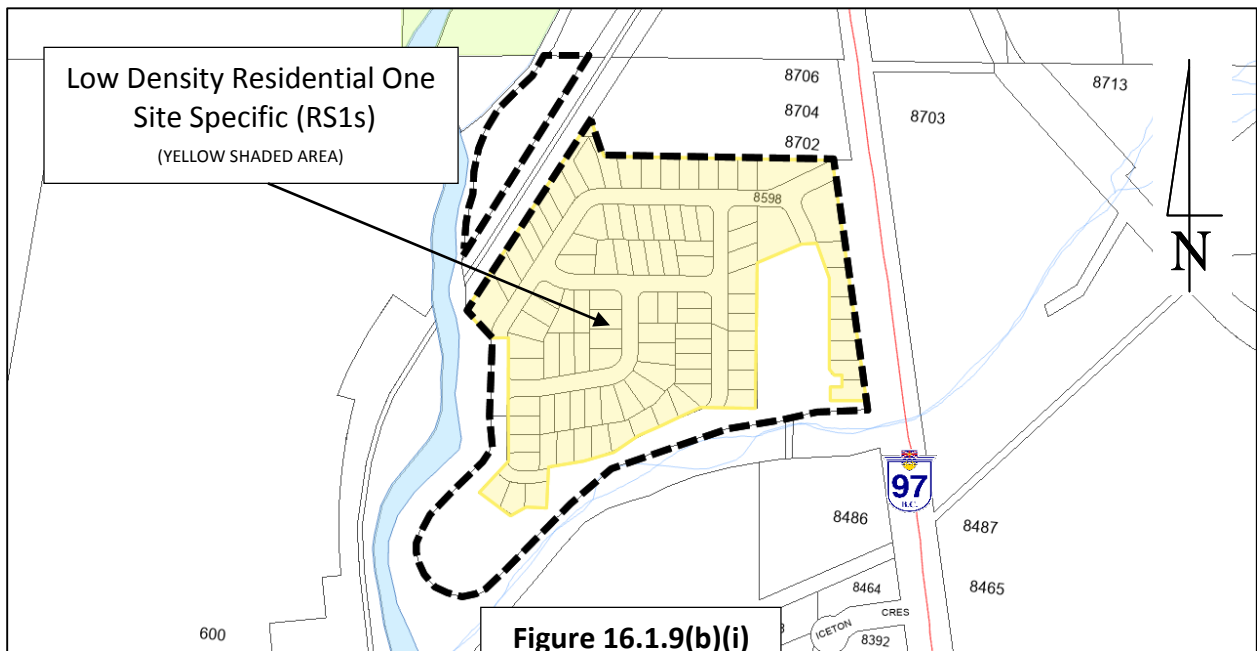 Low Density Residential One
Site Specific (RS1s)
(YELLOW SHADED AREA)
8706
8704
8702
8713
8703
8598
N
97
B.C.
8486
8487
8464
8465
CRES
ICETON
8392
600
Figure 16.1.9(b)(i)